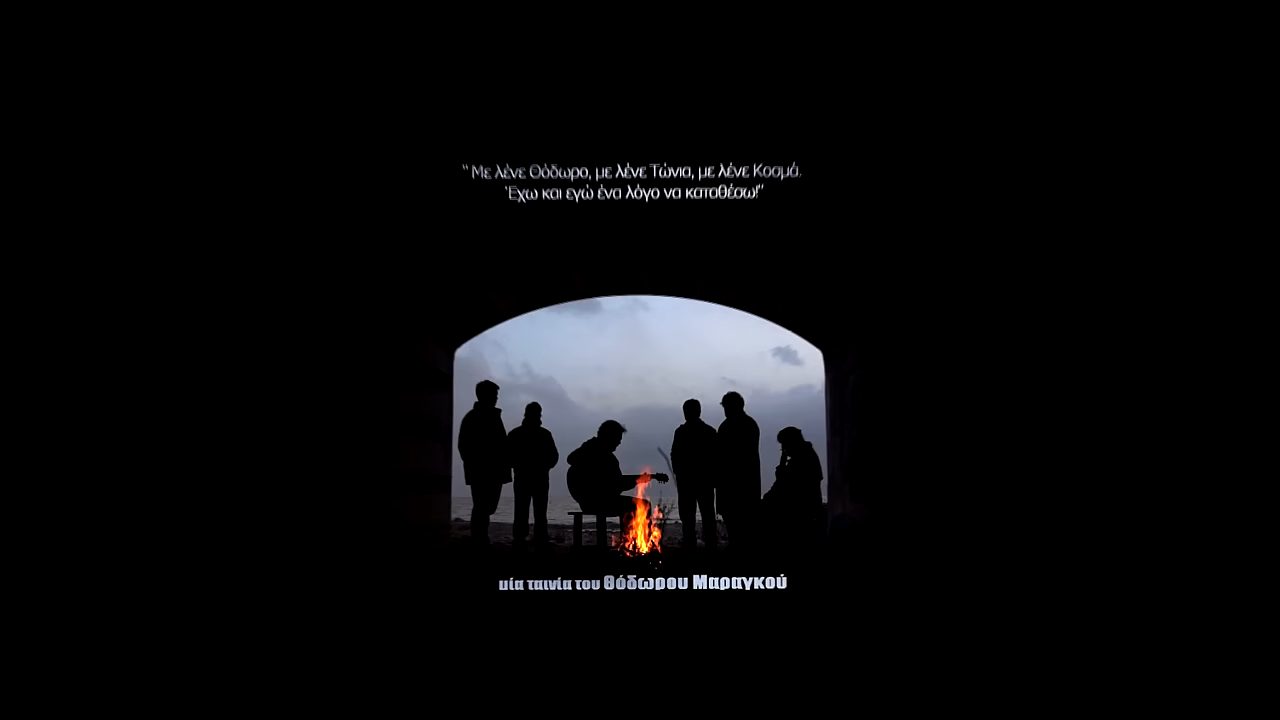 “Με λένε Θόδωρο, με λένε Τώνια, με λένε Κοσμά.
Έχω και εγώ ένα λόγο να καταθέσω!”
μία ταινία του Θόδωρου Μαραγκού